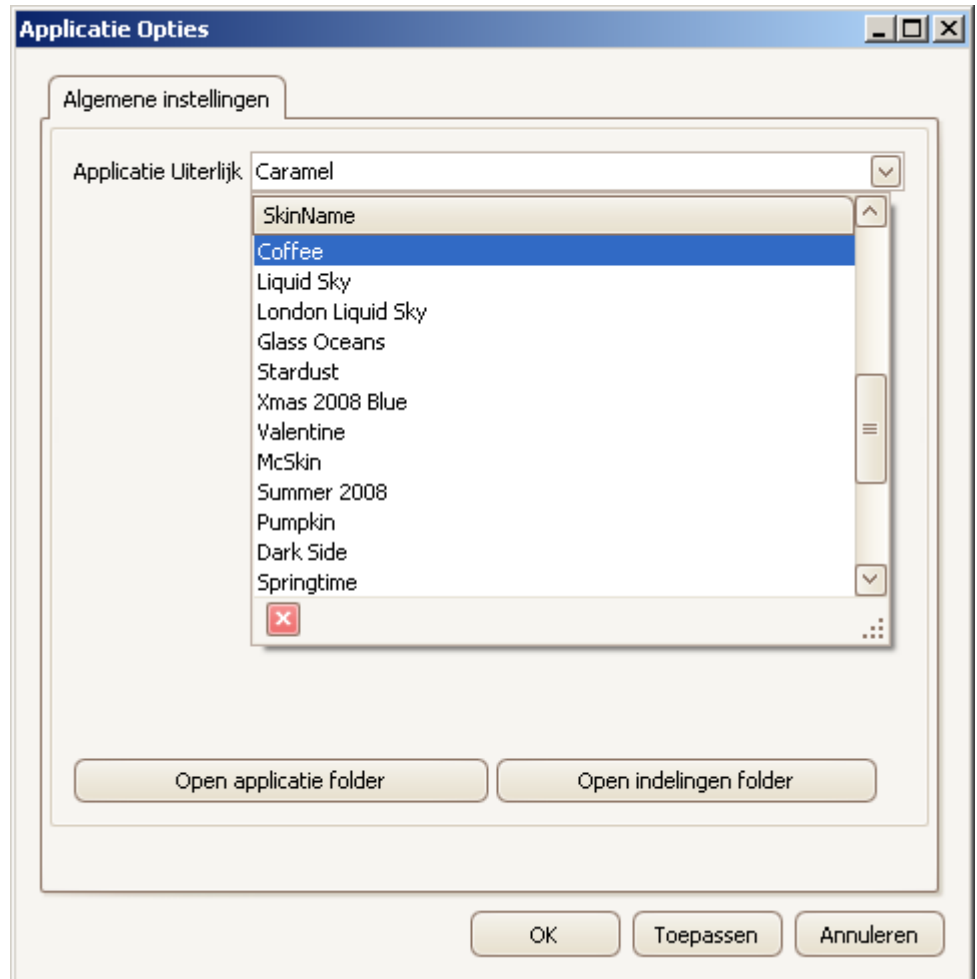 Applicatie Opties
Algemene instellingen
Applicatie Uiterlijk Caramel
SkinName
Coffee
Liquid Sky
London Liquid Sky
Glass Oceans
Stardust
Xmas 2008 Blue
Valentine
McSkin
Summer 2008
Pumpkin
Dark Side
Springtime
Open applicatie folder Open indelingen folder
OK Toepassen Annuleren